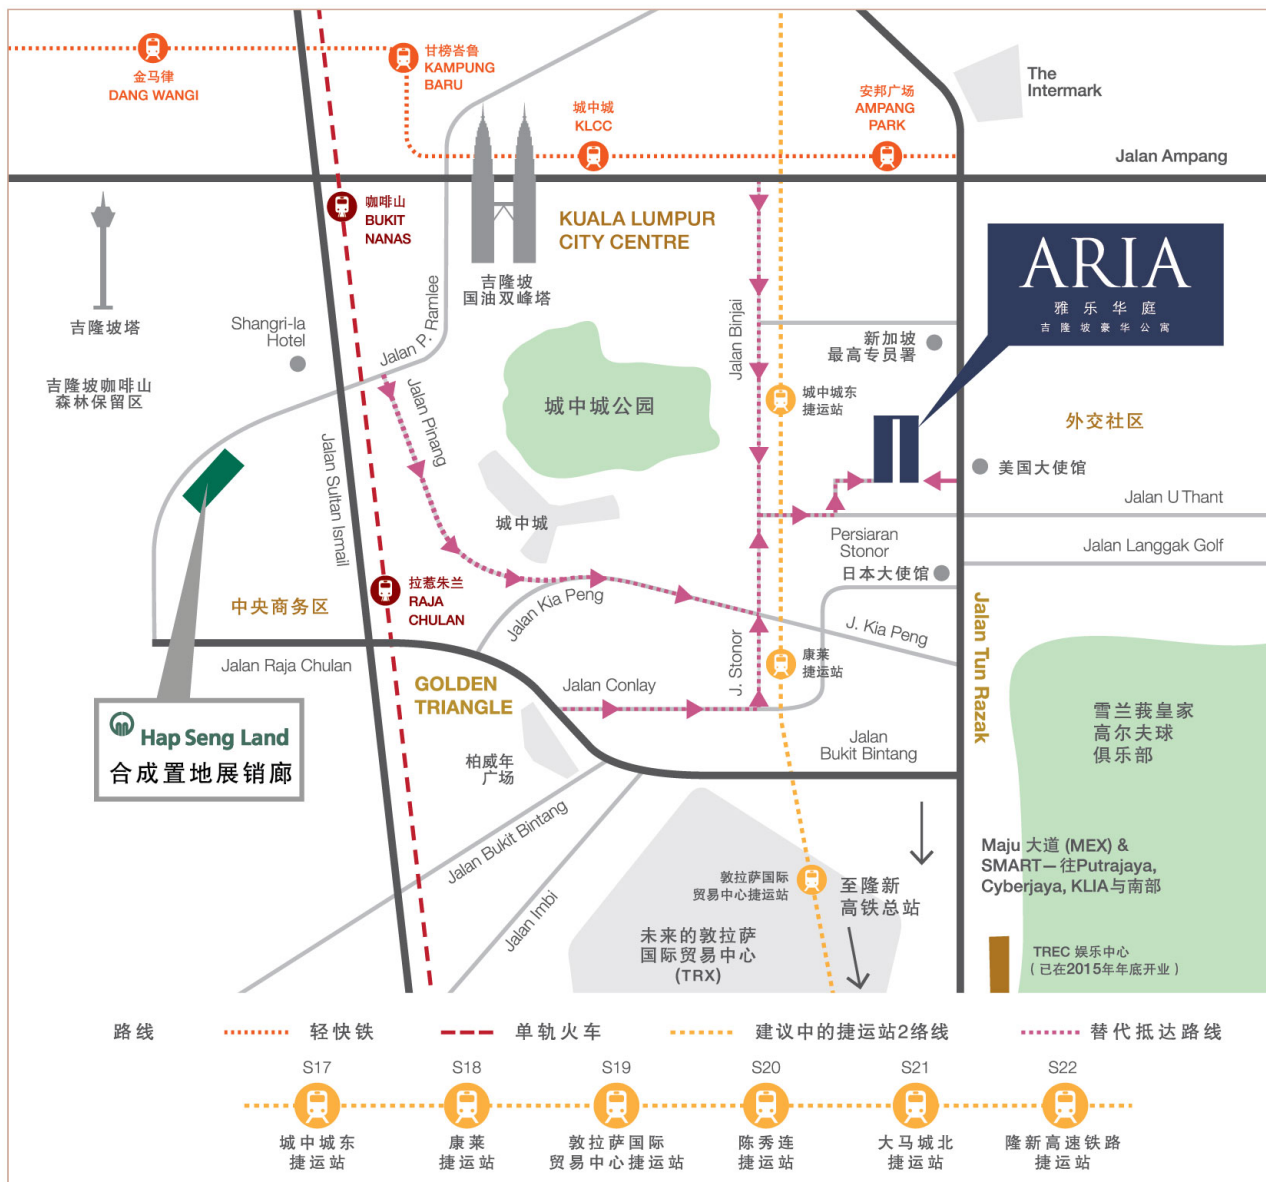 金马律
DANG WANGI
甘榜峇鲁
KAMPUNG
BARU
城中城
KLCC
安邦广场
AMPANG
PARK
The
Intermark
Jalan Ampang
咖啡山
BUKIT
NANAS
KUALA LUMPUR
CITY CENTRE
吉隆坡
国油双峰塔
吉隆坡塔
Shangri-la
Hotel
Jalan P. Ramlee
吉隆坡咖啡山
森林保留区
Jalan Pinang
Jalan Sultan Ismail
城中城公园
城中城
Jalan Binjai
新加坡
最高专员署
城中城东
捷运站
ARIA
雅乐华庭
吉隆坡豪华公寓
外交社区
美国大使馆
Jalan U Thant
Persiaran
Stonor
Jalan Langgak Golf
日本大使馆
拉惹朱兰
RAJA
CHULAN
中央商务区
Jalan Kia Peng
J. Kia Peng
Jalan Tun Razak
Jalan Raja Chulan
GOLDEN
TRIANGLE
Jalan Conlay
J. Stonor
康莱
捷运站
Hap Seng Land
合成置地展销廊
柏威年
广场
Jalan
Bukit Bintang
雪兰莪皇家
高尔夫球
俱乐部
Jalan Bukit Bintang
Jalan Imbi
敦拉萨国际
贸易中心捷运站
至隆新
高铁总站
Maju 大道 (MEX) &
SMART—往Putrajaya,
Cyberjaya, KLIA与南部
未来的敦拉萨
国际贸易中心
(TRX)
TREC 娱乐中心
(已在2015年年底开业)
路线
轻快铁
单轨火车
建议中的捷运站2络线
替代抵达路线
S17
S18
S19
S20
S21
S22
城中城东
捷运站
康莱
捷运站
敦拉萨国际
贸易中心捷运站
陈秀连
捷运站
大马城北
捷运站
隆新高速铁路
捷运站